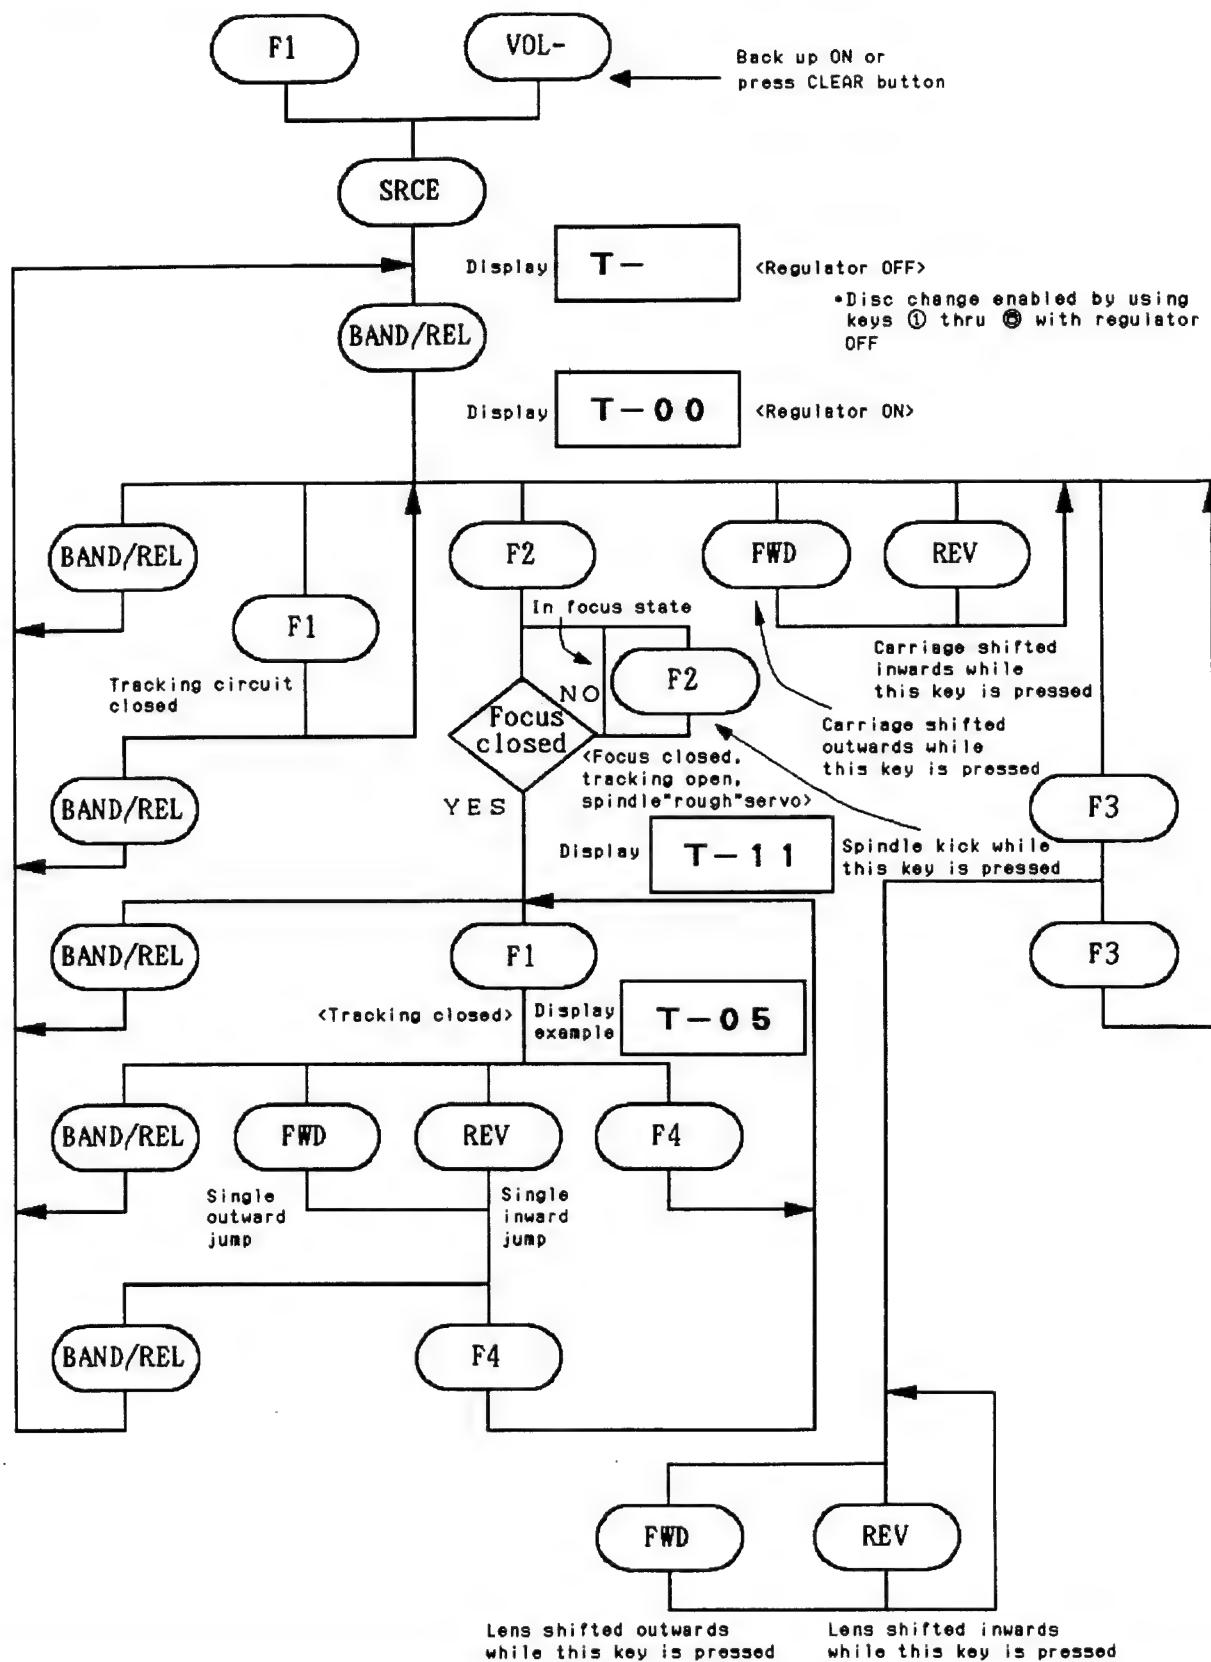 F1
VOL-
Back up ON or
press CLEAR button
SRCE
Display
T-
<Regulator OFF>
•Disc change enabled by using
keys ① thru with regulator
OFF
BAND/REL
Display
T-00
<Regulator ON>
BAND/REL
F1
Tracking circuit
closed
BAND/REL
F2
In focus state
F2
NO
Focus
closed
YES
<Focus closed,
tracking open,
spindle"rough"servo>
FWD
REV
Carriage shifted
inwards while
this key is pressed
Carriage shifted
outwards while
this key is pressed
Spindle kick while
this key is pressed
Display
T-11
F3
F3
BAND/REL
F1
<Tracking closed>
Display
example
T-05
BAND/REL
FWD
REV
F4
Single
outward
jump
Single
inward
jump
BAND/REL
F4
FWD
REV
Lens shifted outwards
while this key is pressed
Lens shifted inwards
while this key is pressed